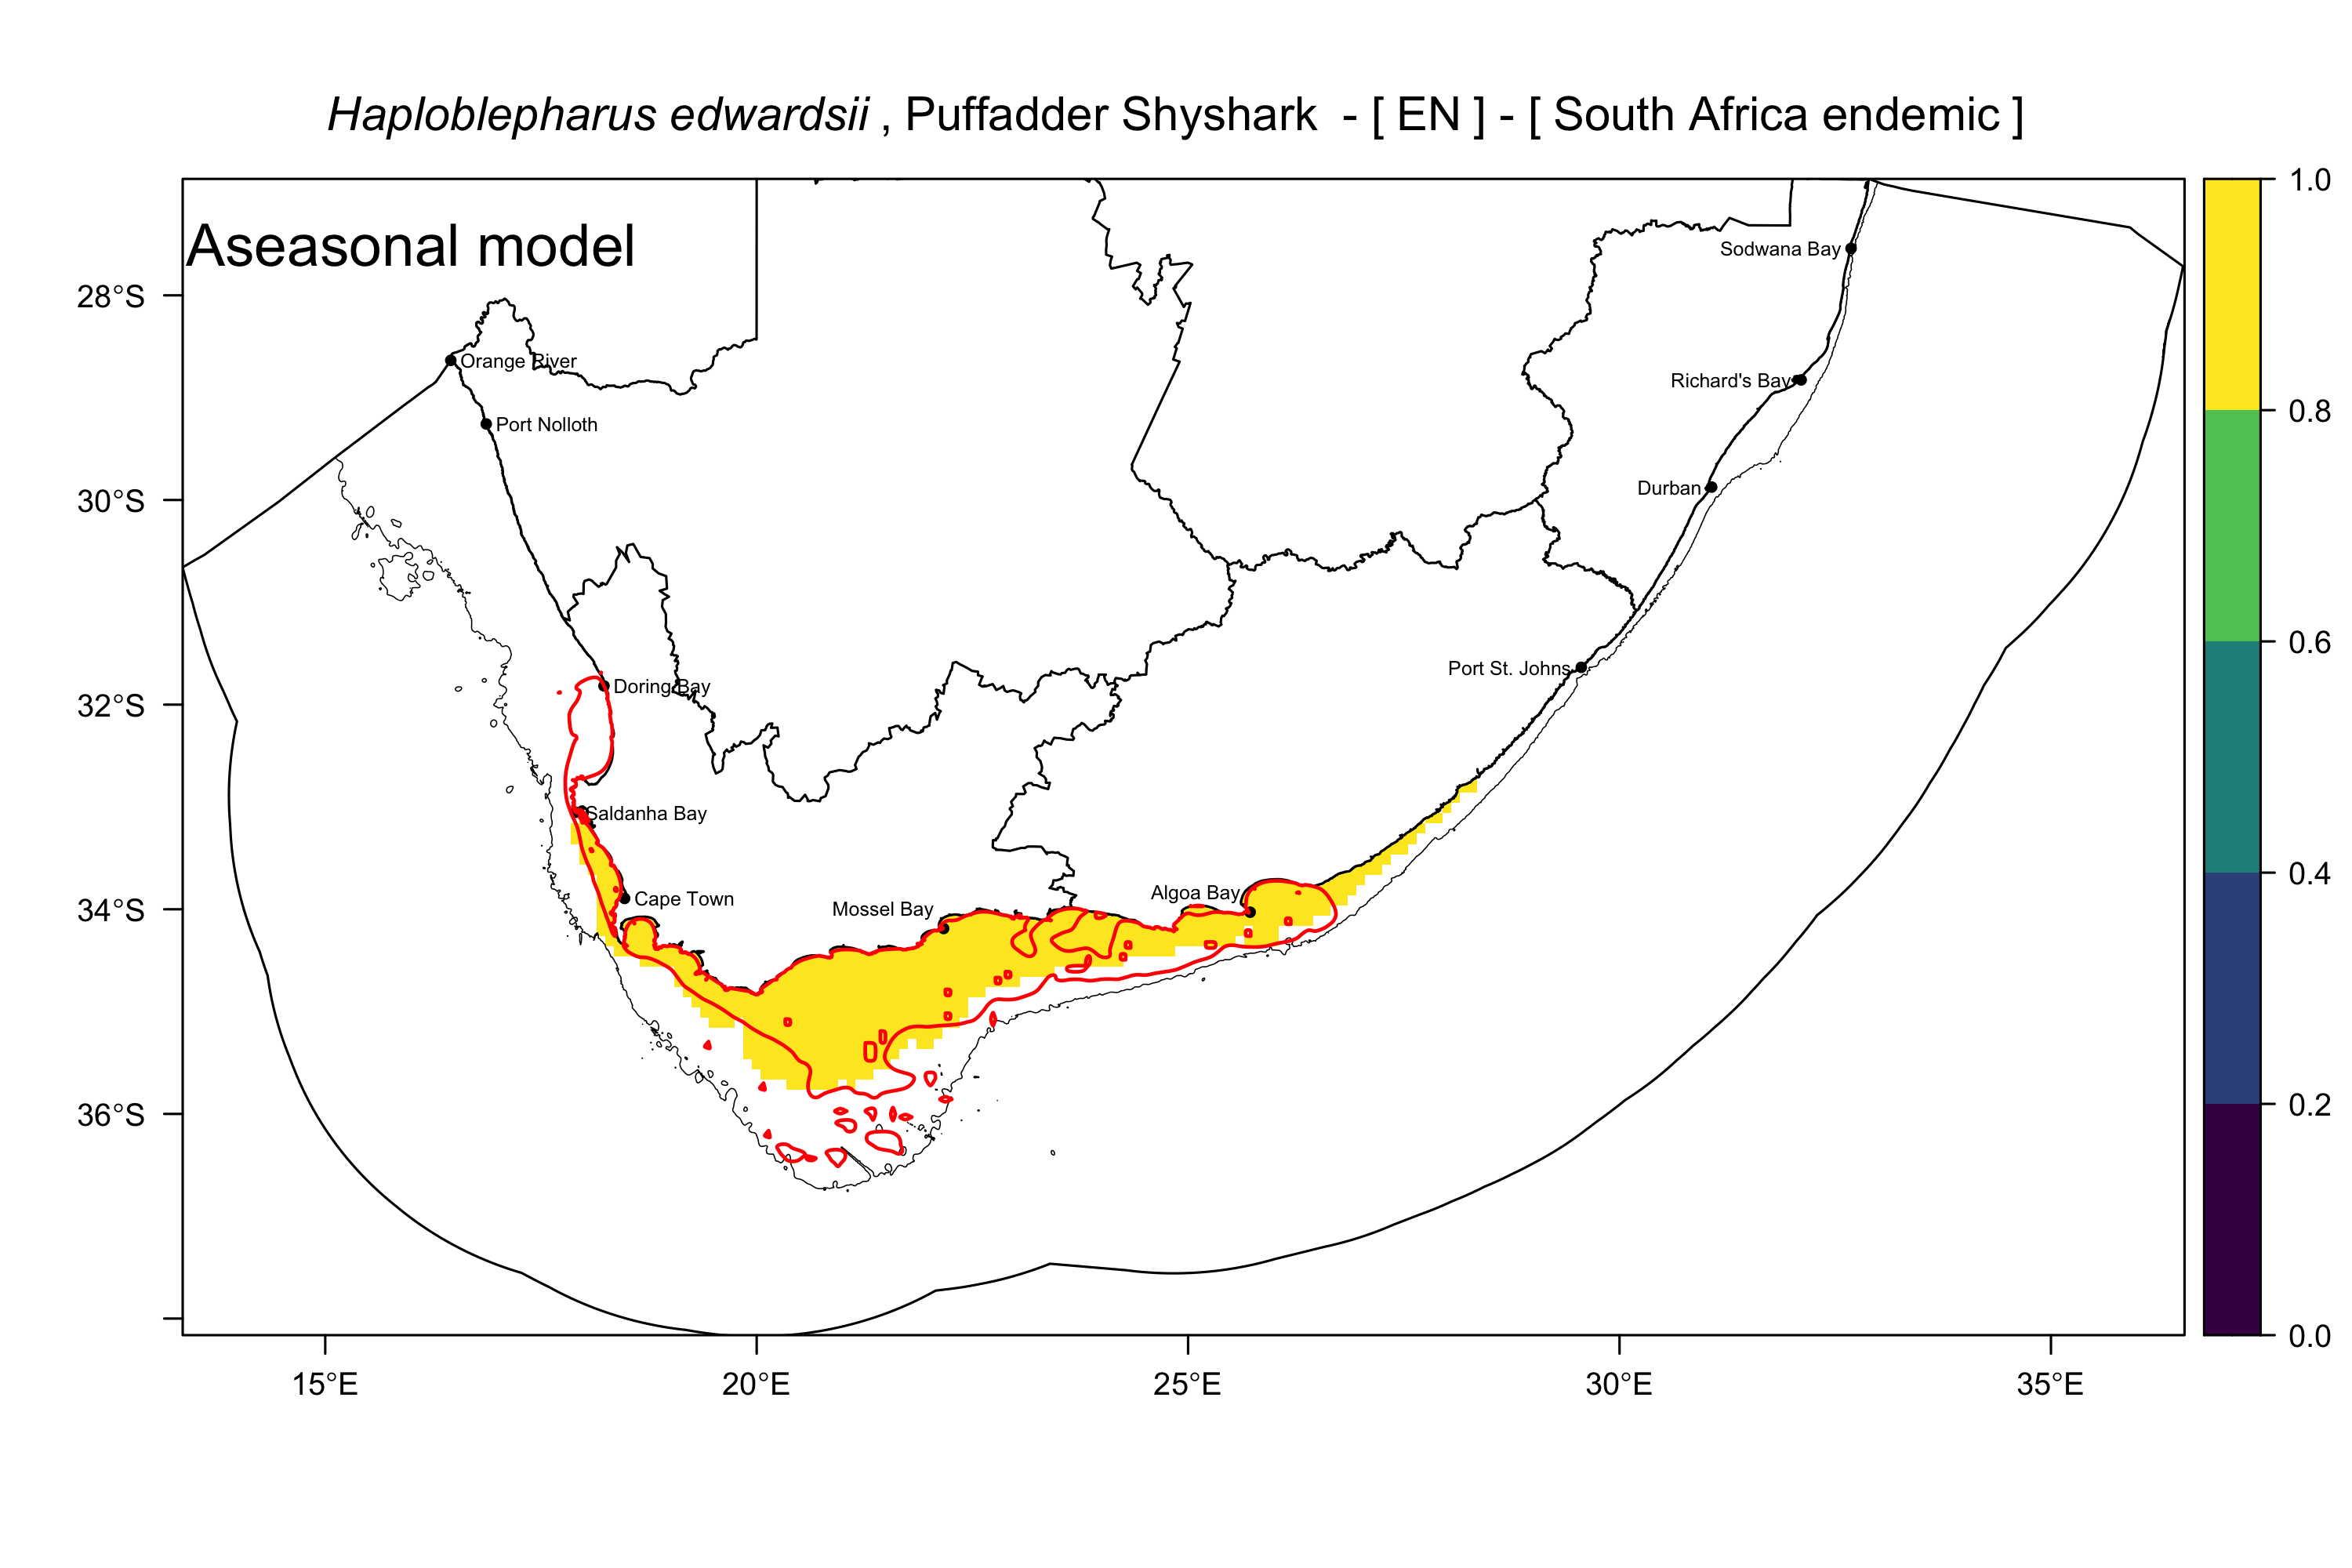 Haploblepharus edwardsii , Puffadder Shyshark - [ EN ] - [ South Africa endemic ]
Aseasonal model
1.0
0.8
0.6
0.4
0.2
0.0
28°S
30°S
32°S
34°S
36°S
15°E
20°E
25°E
30°E
35°E
Sodwana Bay
Orange River
Richard's Bay
Port Nolloth
Durban
Port St. Johns
Doring Bay
Saldanha Bay
Algoa Bay
Cape Town
Mossel Bay